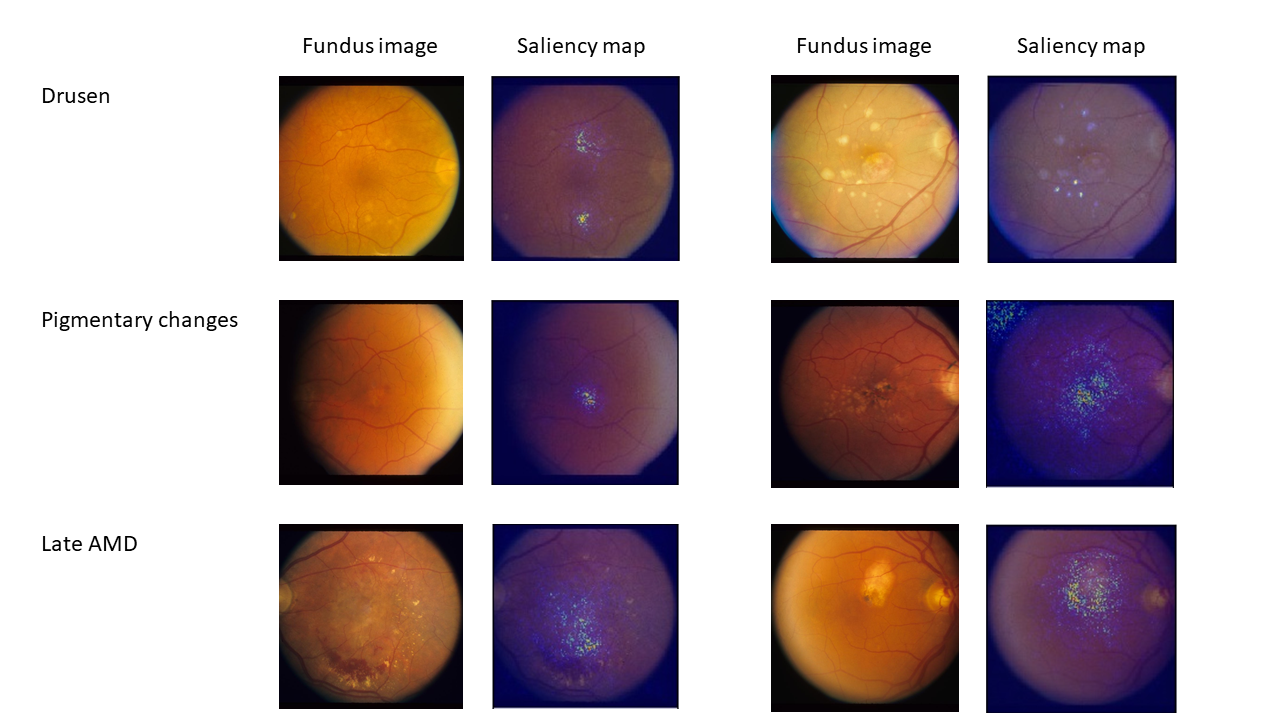 Fundus image
Saliency map
Fundus image
Saliency map
Drusen
Pigmentary changes
Late AMD